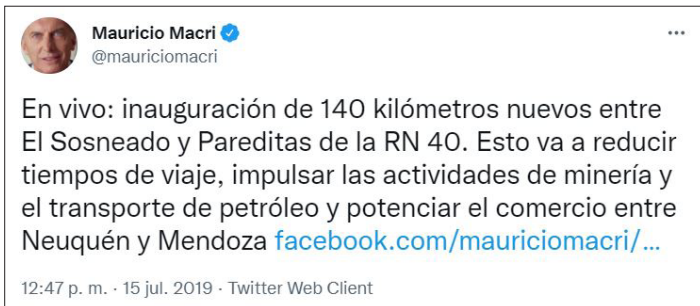 Mauricio Macri
@mauriciomacri
En vivo: inauguración de 140 kilómetros nuevos entre
El Sosneado y Pareditas de la RN 40. Esto va a reducir
tiempos de viaje, impulsar las actividades de minería y
el transporte de petróleo y potenciar el comercio entre
Neuquén y Mendoza facebook.com/mauriciomacri/...
12:47 p. m. · 15 jul. 2019 · Twitter Web Client